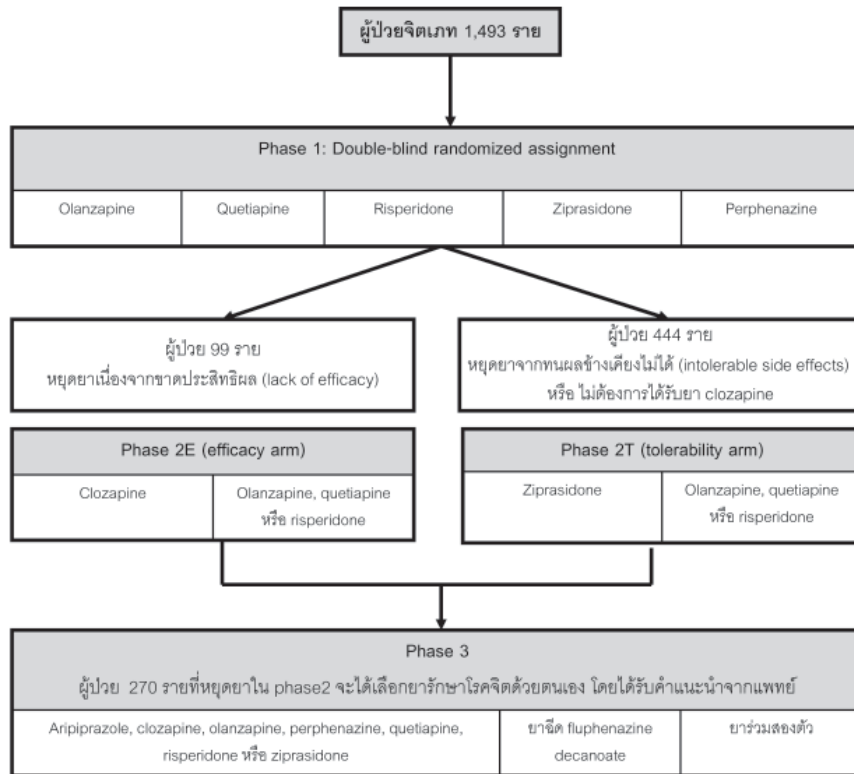 ผู้ป่วยจิตเภท 1,493 ราย
Phase 1: Double-blind randomized assignment
Olanzapine
Quetiapine
Risperidone
Ziprasidone
Perphenazine
ผู้ป่วย 99 ราย
หยุดยาเนื่องจากขาดประสิทธิผล (lack of efficacy)
ผู้ป่วย 444 ราย
หยุดยาจากทนผลข้างเคียงไม่ได้ (intolerable side effects)
หรือ ไม่ต้องการได้รับยา clozapine
Phase 2E (efficacy arm)
Clozapine
Olanzapine, quetiapine
หรือ risperidone
Phase 2T (tolerability arm)
Ziprasidone
Olanzapine, quetiapine
หรือ risperidone
Phase 3
ผู้ป่วย 270 รายที่หยุดยาใน phase2 จะได้เลือกยารักษาโรคจิตด้วยตนเอง โดยได้รับคำแนะนำจากแพทย์
Aripiprazole, clozapine, olanzapine, perphenazine, quetiapine,
risperidone หรือ ziprasidone
ยาฉีด fluphenazine
decanoate
ยาร่วมสองตัว